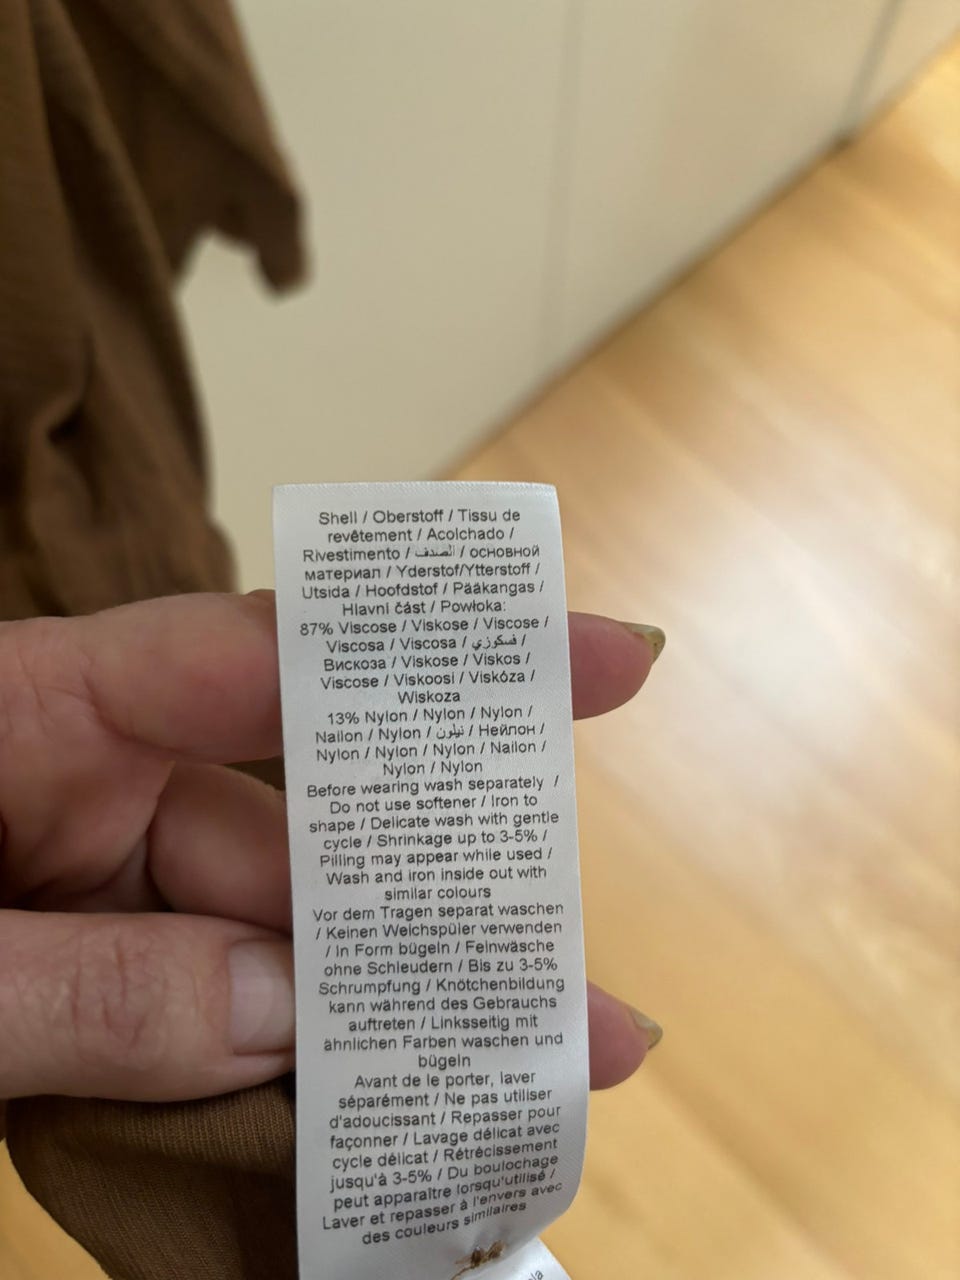 Shell / Oberstoff / Tissu de
revêtement / Acolchado /
Rivestimento / الصدف / основной
материал / Yderstof/Ytterstoff /
Utsida / Hoofdstof / Pääkangas /
Hlavní část / Powłoka:
87% Viscose / Viskose / Viscose /
Viscosa / Viscosa / فسكوزي /
Вискоза / Viskose / Viskos /
Viscose / Viskoosi / Viskóza /
Wiskoza
13% Nylon / Nylon / Nylon /
Nailon / Nylon / نيلون / Нейлон /
Nylon / Nylon / Nylon / Nailon /
Nylon / Nylon
Before wearing wash separately /
Do not use softener / Iron to
shape / Delicate wash with gentle
cycle / Shrinkage up to 3-5% /
Pilling may appear while used /
Wash and iron inside out with
similar colours
Vor dem Tragen separat waschen
/ Keinen Weichspüler verwenden
/ In Form bügeln / Feinwäsche
ohne Schleudern / Bis zu 3-5%
Schrumpfung / Knötchenbildung
kann während des Gebrauchs
auftreten / Linksseitig mit
ähnlichen Farben waschen und
bügeln
Avant de le porter, laver
séparément / Ne pas utiliser
d'adoucissant / Repasser pour
façonner / Lavage délicat avec
cycle délicat / Rétrécissement
jusqu'à 3-5% / Du boulochage
peut apparaître lorsqu'utilisé /
Laver et repasser à l'envers avec
des couleurs similaires